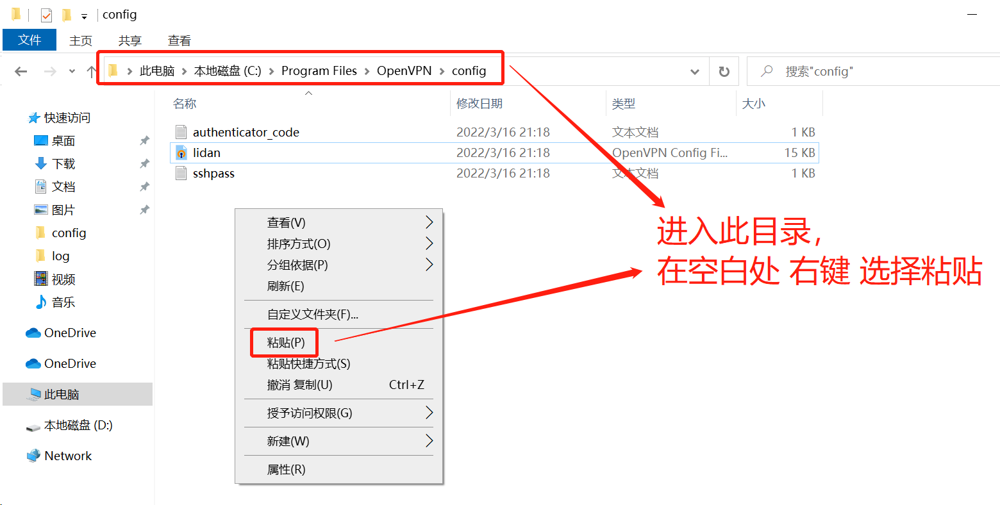 config
文件 主页 共享 查看
此电脑 本地磁盘 (C:) Program Files OpenVPN config 搜索"config"
名称 修改日期 类型 大小
authenticator_code 2022/3/16 21:18 文本文档 1 KB
lidan 2022/3/16 21:18 OpenVPN Config Fi... 15 KB
sshpass 2022/3/16 21:18 文本文档 1 KB
快速访问
桌面
下载
文档
图片
config
log
视频
音乐
OneDrive
OneDrive
此电脑
本地磁盘 (D:)
Network
查看(V)
排序方式(O)
分组依据(P)
刷新(E)
自定义文件夹(F)...
粘贴(P)
粘贴快捷方式(S)
撤消 复制(U) Ctrl+Z
授予访问权限(G)
新建(W)
属性(R)
进入此目录，
在空白处 右键 选择粘贴